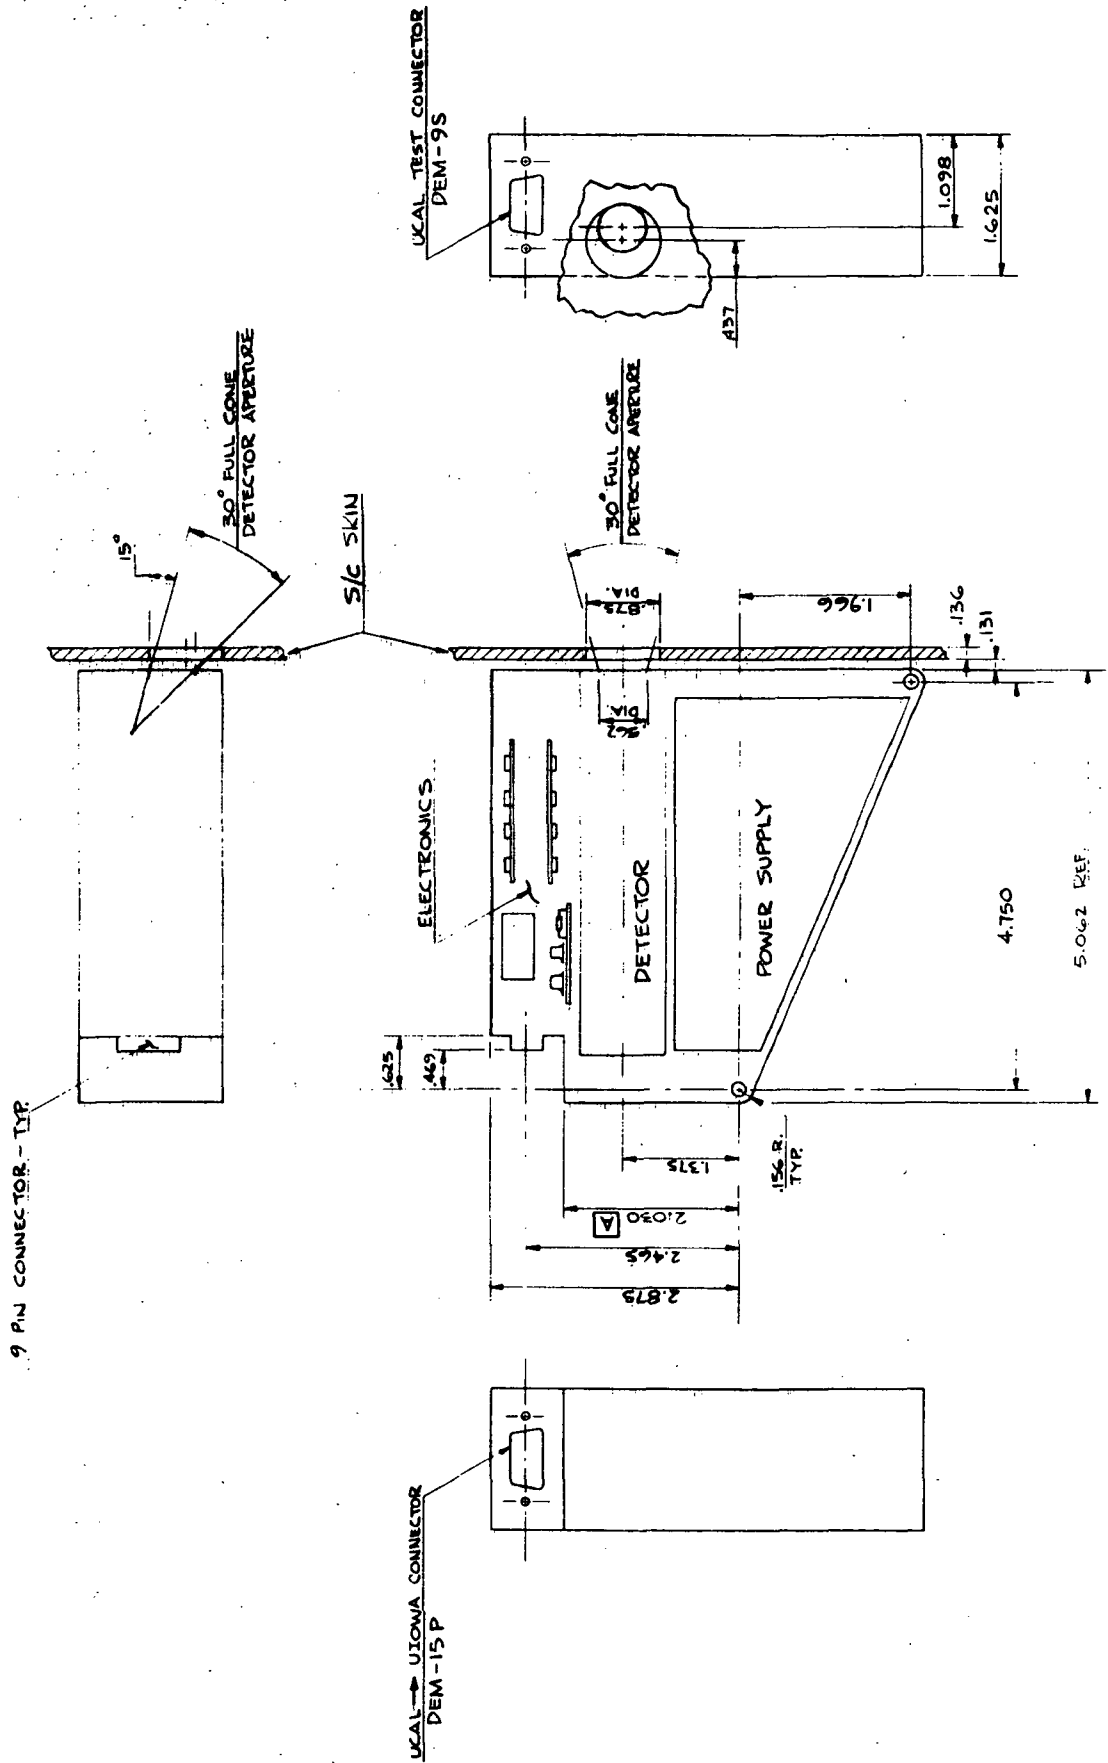 UCAL TEST CONNECTOR
DEM-9S
1.098
1.625
.437
30° FULL CONE
DETECTOR APERTURE
15°
S/C SKIN
30° FULL CONE
DETECTOR APERTURE
.875
DIA.
1.966
.136
.131
.562
DIA.
ELECTRONICS
DETECTOR
POWER SUPPLY
4.750
5.062 REF.
9 PIN CONNECTOR - TYP.
.625
.469
1.375
.156 R.
TYP.
2.030
A
2.465
2.875
UCAL → UIOWA CONNECTOR
DEM-15P